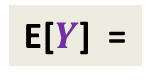 E[Y] =